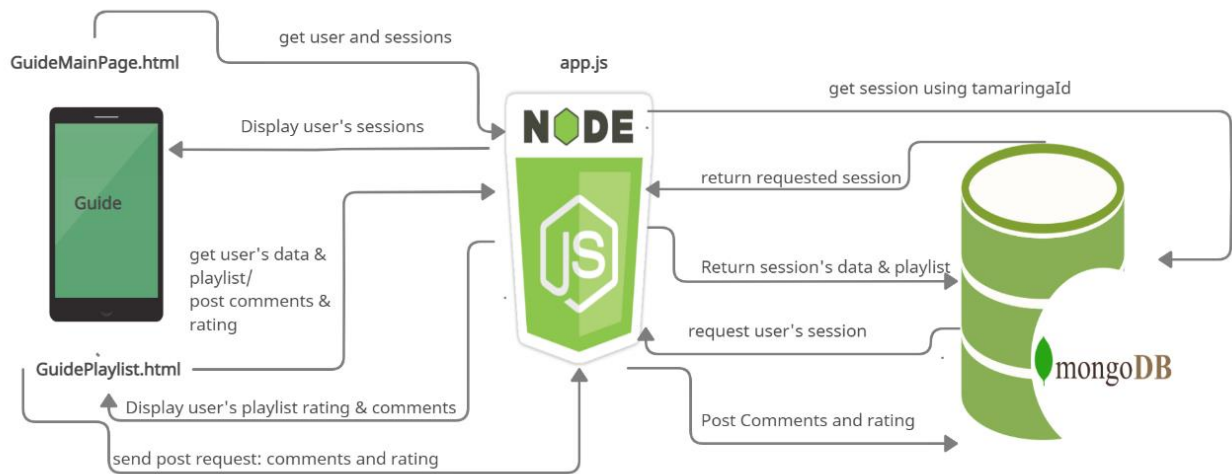 get user and sessions
GuideMainPage.html
app.js
get session using tamaringaId
NODE
Display user's sessions
return requested session
Guide
JS
get user's data &
playlist/
post comments &
rating
Return session's data & playlist
request user's session
GuidePlaylist.html
mongoDB
Display user's playlist rating & comments
Post Comments and rating
send post request: comments and rating